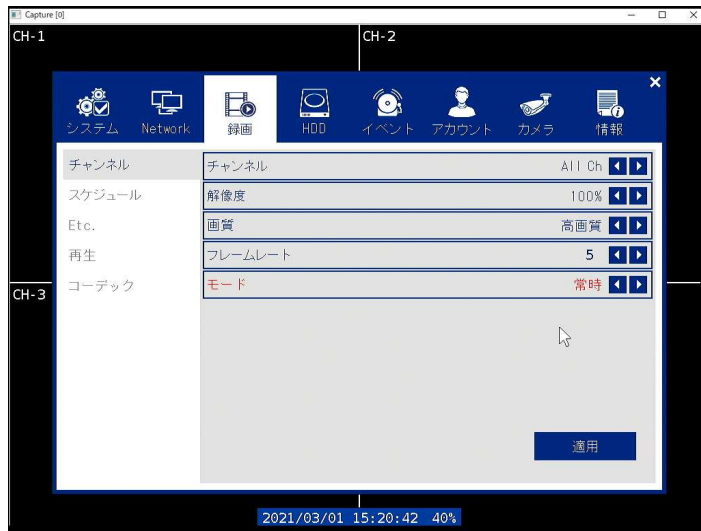 Capture [0]
CH-1
CH-2
システム
Network
録画
HDD
イベント
アカウント
カメラ
情報
チャンネル
スケジュール
Etc.
再生
コーデック
チャンネル All Ch
解像度 100%
画質 高画質
フレームレート 5
モード 常時
CH-3
適用
2021/03/01 15:20:42 40%